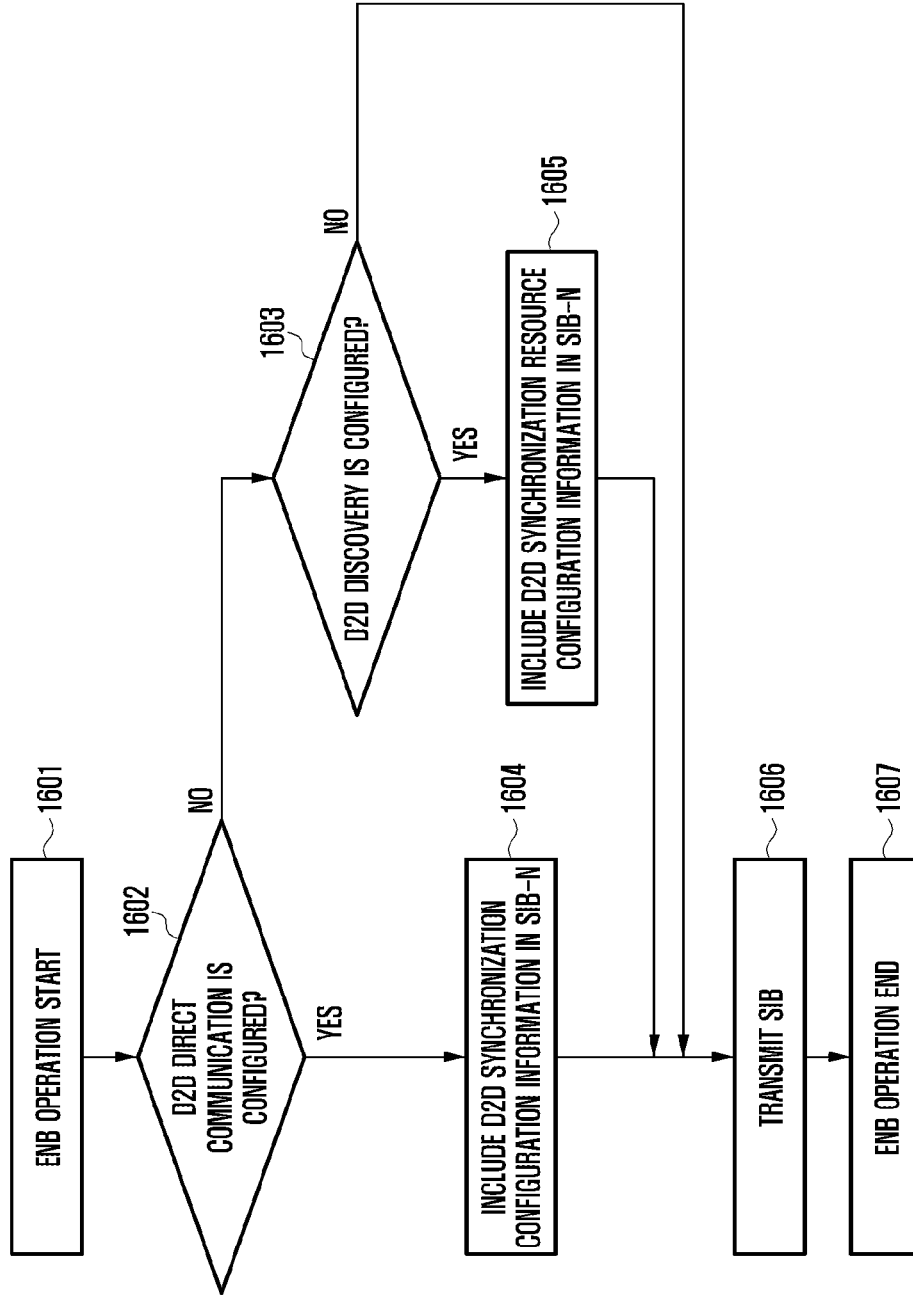 ENB OPERATION START
1601
D2D DIRECT
COMMUNICATION IS
CONFIGURED?
1602
NO
YES
D2D DISCOVERY IS CONFIGURED?
1603
NO
YES
INCLUDE D2D SYNCHRONIZATION
CONFIGURATION INFORMATION IN SIB-N
1604
INCLUDE D2D SYNCHRONIZATION RESOURCE
CONFIGURATION INFORMATION IN SIB-N
1605
TRANSMIT SIB
1606
ENB OPERATION END
1607